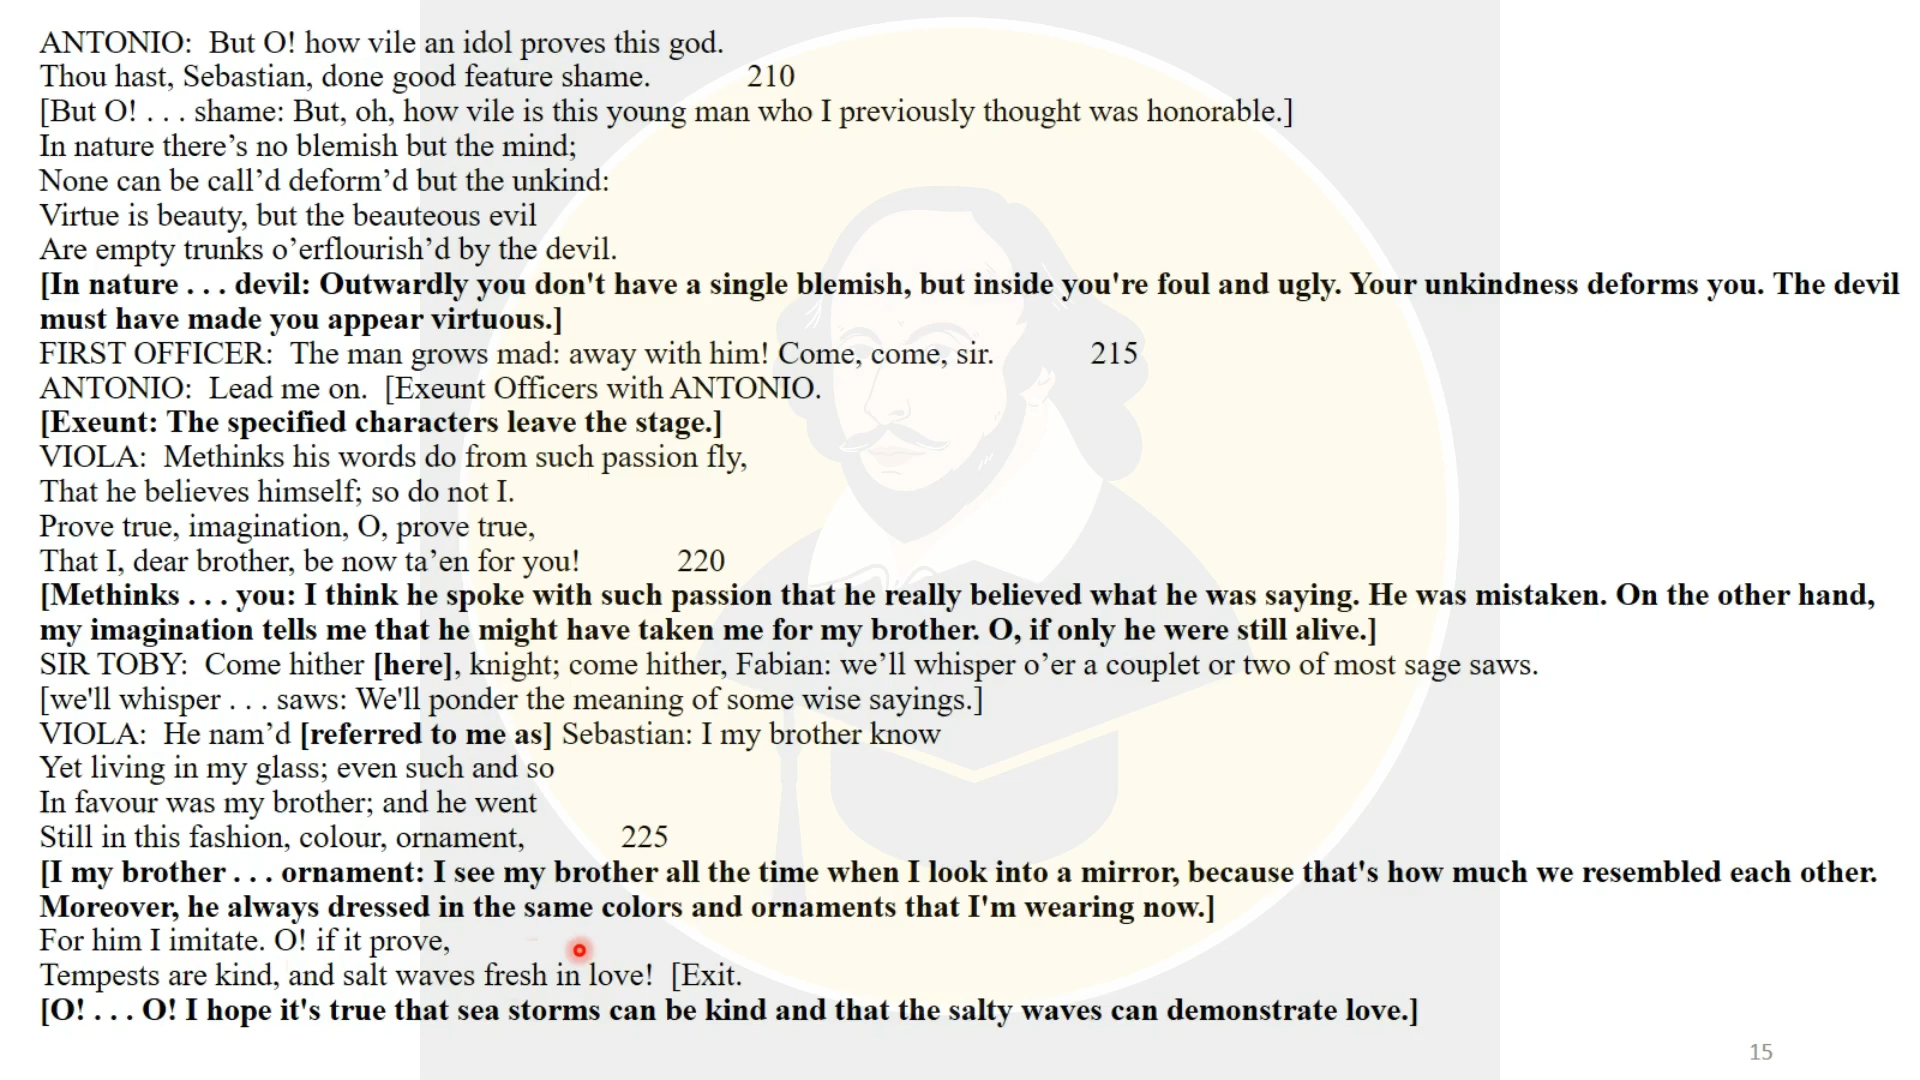 ANTONIO:  But O! how vile an idol proves this god.
Thou hast, Sebastian, done good feature shame. 210
[But O! . . . shame: But, oh, how vile is this young man who I previously thought was honorable.]
In nature there’s no blemish but the mind;
None can be call’d deform’d but the unkind:
Virtue is beauty, but the beauteous evil
Are empty trunks o’erflourish’d by the devil.
[In nature . . . devil: Outwardly you don't have a single blemish, but inside you're foul and ugly. Your unkindness deforms you. The devil
must have made you appear virtuous.]
FIRST OFFICER:  The man grows mad: away with him! Come, come, sir. 215
ANTONIO:  Lead me on.  [Exeunt Officers with ANTONIO.
[Exeunt: The specified characters leave the stage.]
VIOLA:  Methinks his words do from such passion fly,
That he believes himself; so do not I.
Prove true, imagination, O, prove true,
That I, dear brother, be now ta’en for you! 220
[Methinks . . . you: I think he spoke with such passion that he really believed what he was saying. He was mistaken. On the other hand,
my imagination tells me that he might have taken me for my brother. O, if only he were still alive.]
SIR TOBY:  Come hither [here], knight; come hither, Fabian: we’ll whisper o’er a couplet or two of most sage saws.
[we'll whisper . . . saws: We'll ponder the meaning of some wise sayings.]
VIOLA:  He nam’d [referred to me as] Sebastian: I my brother know
Yet living in my glass; even such and so
In favour was my brother; and he went
Still in this fashion, colour, ornament, 225
[I my brother . . . ornament: I see my brother all the time when I look into a mirror, because that's how much we resembled each other.
Moreover, he always dressed in the same colors and ornaments that I'm wearing now.]
For him I imitate. O! if it prove,
Tempests are kind, and salt waves fresh in love!  [Exit.
[O! . . . O! I hope it's true that sea storms can be kind and that the salty waves can demonstrate love.]
15